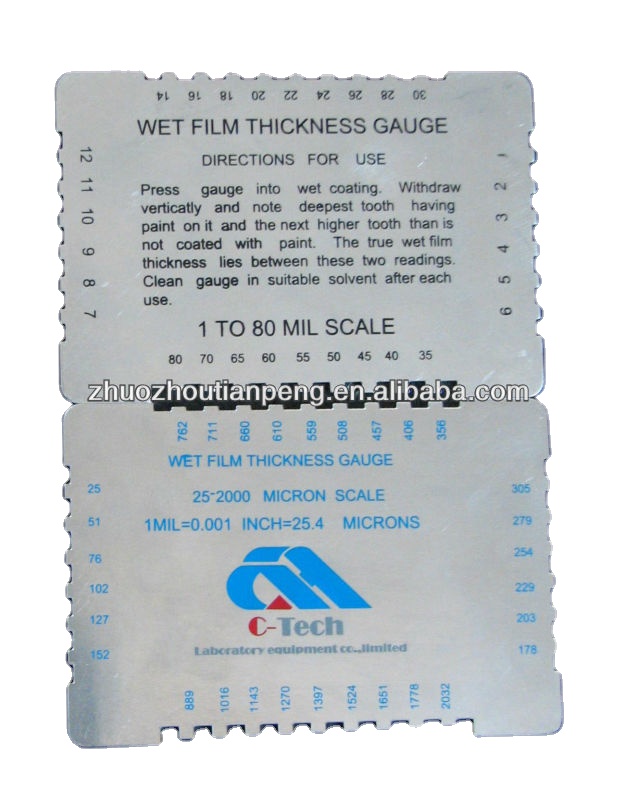 14 16 18 20 22 24 26 28 30
WET FILM THICKNESS GAUGE
DIRECTIONS FOR USE
12
11
10
9
8
7
1
2
3
4
5
6
Press gauge into wet coating. Withdraw
verticatly and note deepest tooth having
paint on it and the next higher tooth than is
not coated with paint. The true wet film
thickness lies between these two readings.
Clean gauge in suitable solvent after each
use.
1 TO 80 MIL SCALE
80 70 65 60 55 50 45 40 35
zhuozhoutianpeng.en.alibaba.com
762 711 660 610 559 508 457 406 356
WET FILM THICKNESS GAUGE
25-2000 MICRON SCALE
1MIL=0.001 INCH=25.4 MICRONS
25
51
76
102
127
152
305
279
254
229
203
178
C-Tech
Laboratory equipment co.,limited
889 1016 1143 1270 1397 1524 1651 1778 2032